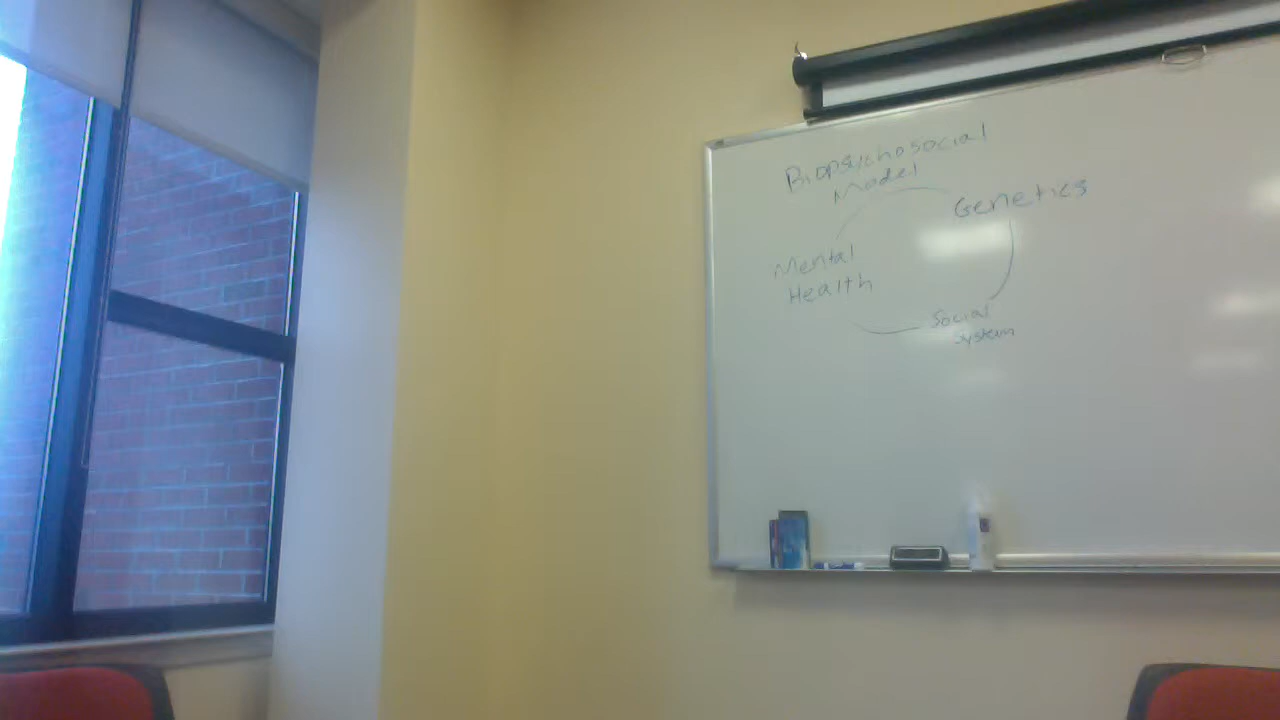 Biopsychosocial
Model
Genetics
Mental
Health
Social
system